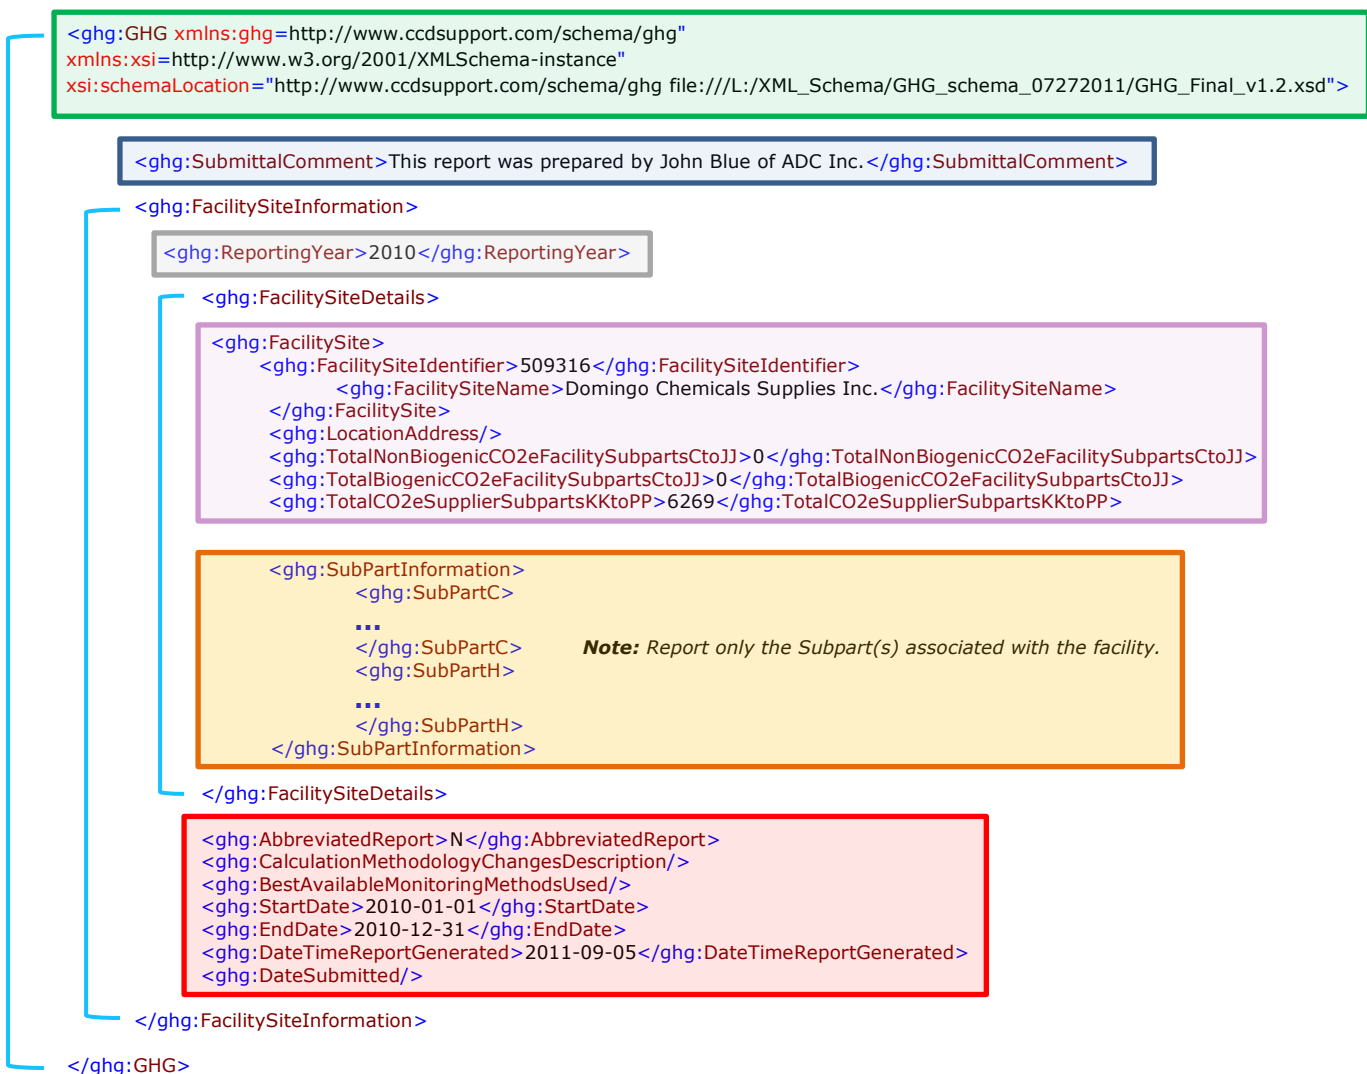 <ghg:GHG xmlns:ghg=http://www.ccdsupport.com/schema/ghg"
xmlns:xsi=http://www.w3.org/2001/XMLSchema-instance"
xsi:schemaLocation="http://www.ccdsupport.com/schema/ghg file:///L:/XML_Schema/GHG_schema_07272011/GHG_Final_v1.2.xsd">
<ghg:SubmittalComment>This report was prepared by John Blue of ADC Inc.</ghg:SubmittalComment>
<ghg:FacilitySiteInformation>
<ghg:ReportingYear>2010</ghg:ReportingYear>
<ghg:FacilitySiteDetails>
<ghg:FacilitySite>
<ghg:FacilitySiteIdentifier>509316</ghg:FacilitySiteIdentifier>
<ghg:FacilitySiteName>Domingo Chemicals Supplies Inc.</ghg:FacilitySiteName>
</ghg:FacilitySite>
<ghg:LocationAddress/>
<ghg:TotalNonBiogenicCO2eFacilitySubpartsCtoJJ>0</ghg:TotalNonBiogenicCO2eFacilitySubpartsCtoJJ>
<ghg:TotalBiogenicCO2eFacilitySubpartsCtoJJ>0</ghg:TotalBiogenicCO2eFacilitySubpartsCtoJJ>
<ghg:TotalCO2eSupplierSubpartsKKtoPP>6269</ghg:TotalCO2eSupplierSubpartsKKtoPP>
<ghg:SubPartInformation>
<ghg:SubPartC>
...
</ghg:SubPartC> Note: Report only the Subpart(s) associated with the facility.
<ghg:SubPartH>
...
</ghg:SubPartH>
</ghg:SubPartInformation>
</ghg:FacilitySiteDetails>
<ghg:AbbreviatedReport>N</ghg:AbbreviatedReport>
<ghg:CalculationMethodologyChangesDescription/>
<ghg:BestAvailableMonitoringMethodsUsed/>
<ghg:StartDate>2010-01-01</ghg:StartDate>
<ghg:EndDate>2010-12-31</ghg:EndDate>
<ghg:DateTimeReportGenerated>2011-09-05</ghg:DateTimeReportGenerated>
<ghg:DateSubmitted/>
</ghg:FacilitySiteInformation>
</ghg:GHG>